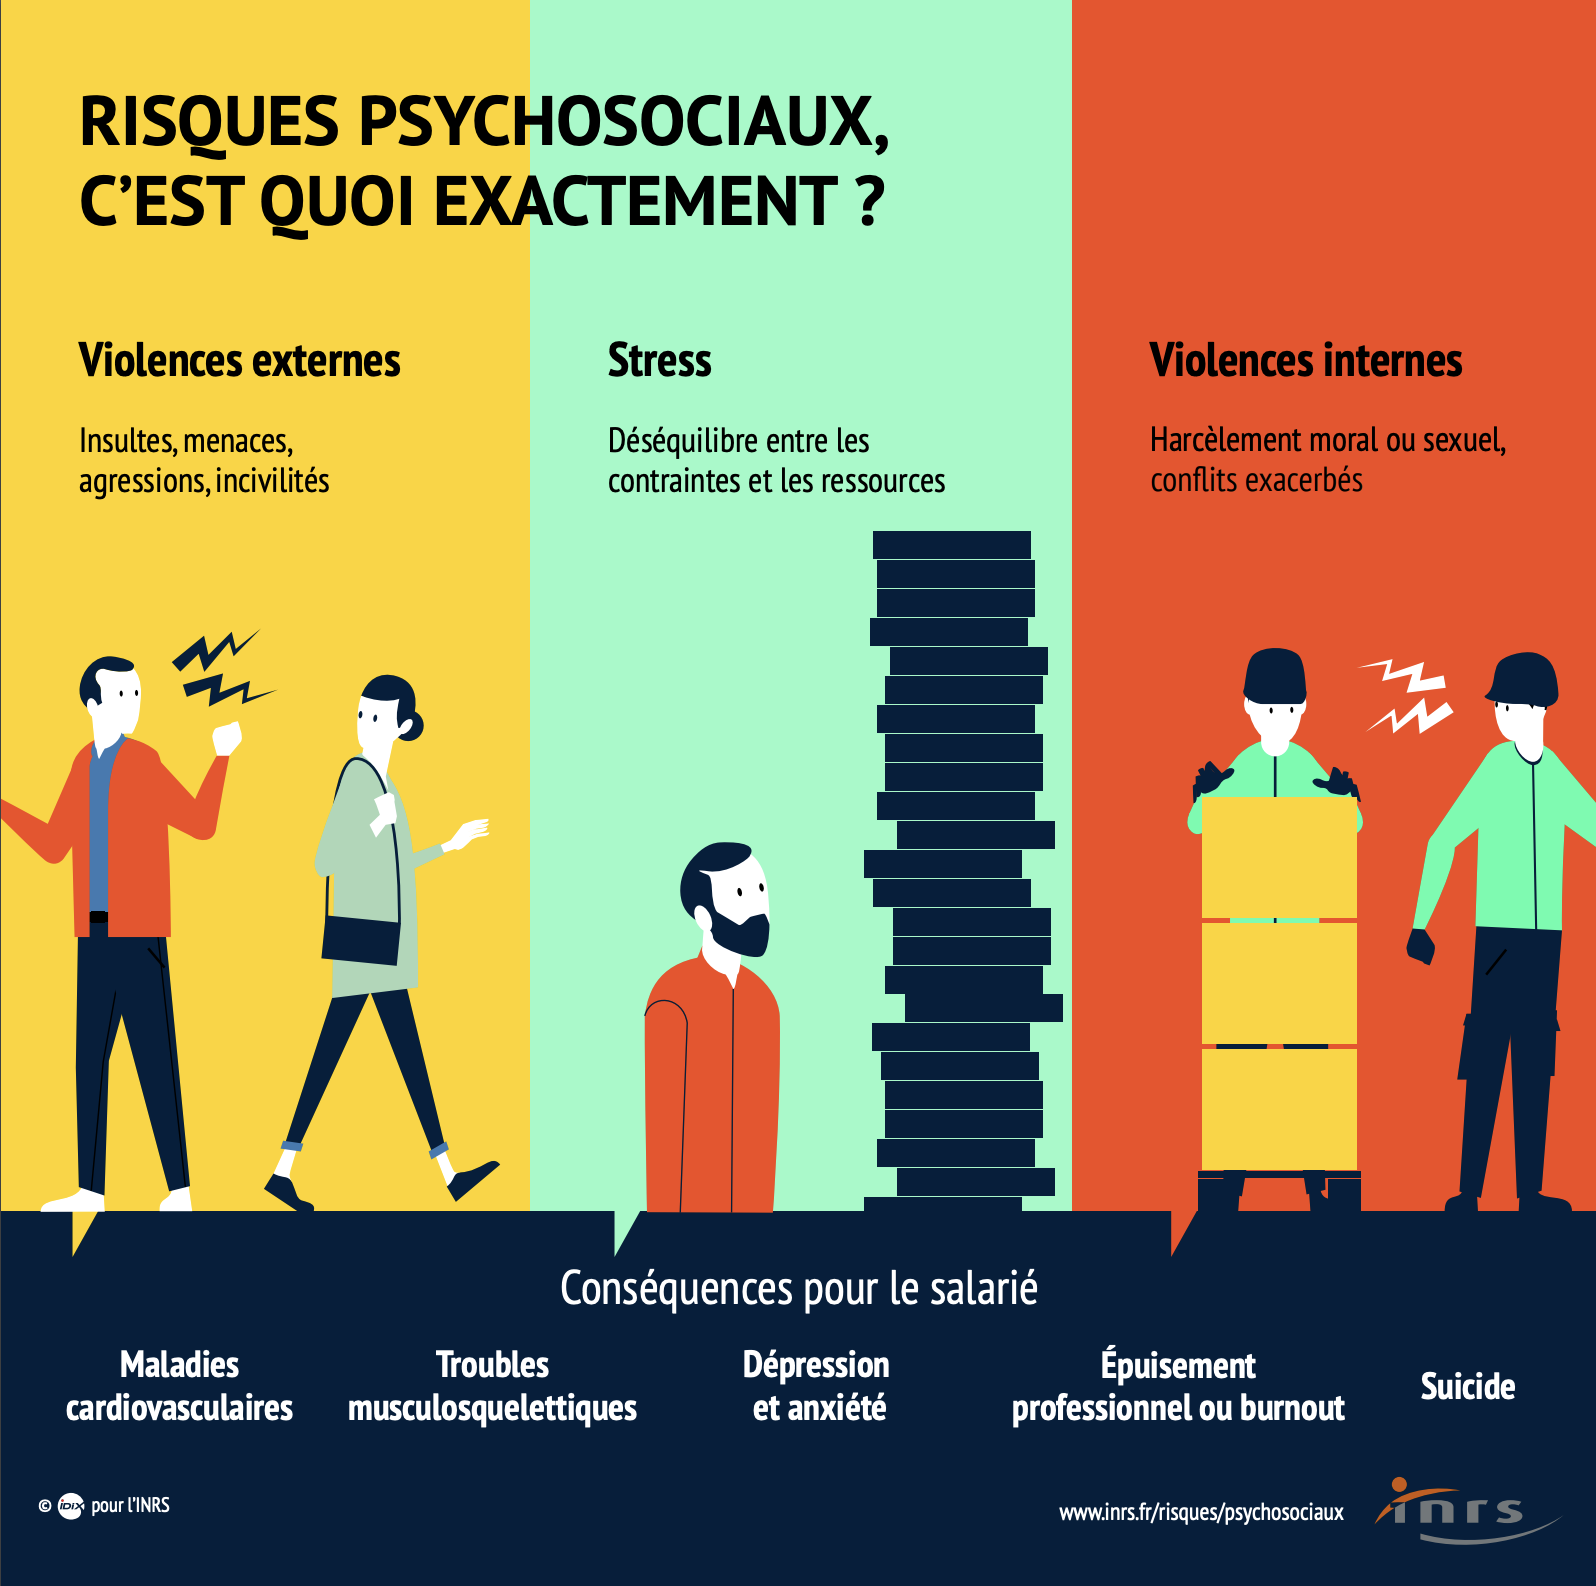 RISQUES PSYCHOSOCIAUX,
C’EST QUOI EXACTEMENT ?
Violences externes
Insultes, menaces,
agressions, incivilités
Stress
Déséquilibre entre les
contraintes et les ressources
Violences internes
Harcèlement moral ou sexuel,
conflits exacerbés
Conséquences pour le salarié
Maladies
cardiovasculaires
Troubles
musculosquelettiques
Dépression
et anxiété
Épuisement
professionnel ou burnout
Suicide
© iDiX pour l’INRS
www.inrs.fr/risques/psychosociaux
inrs